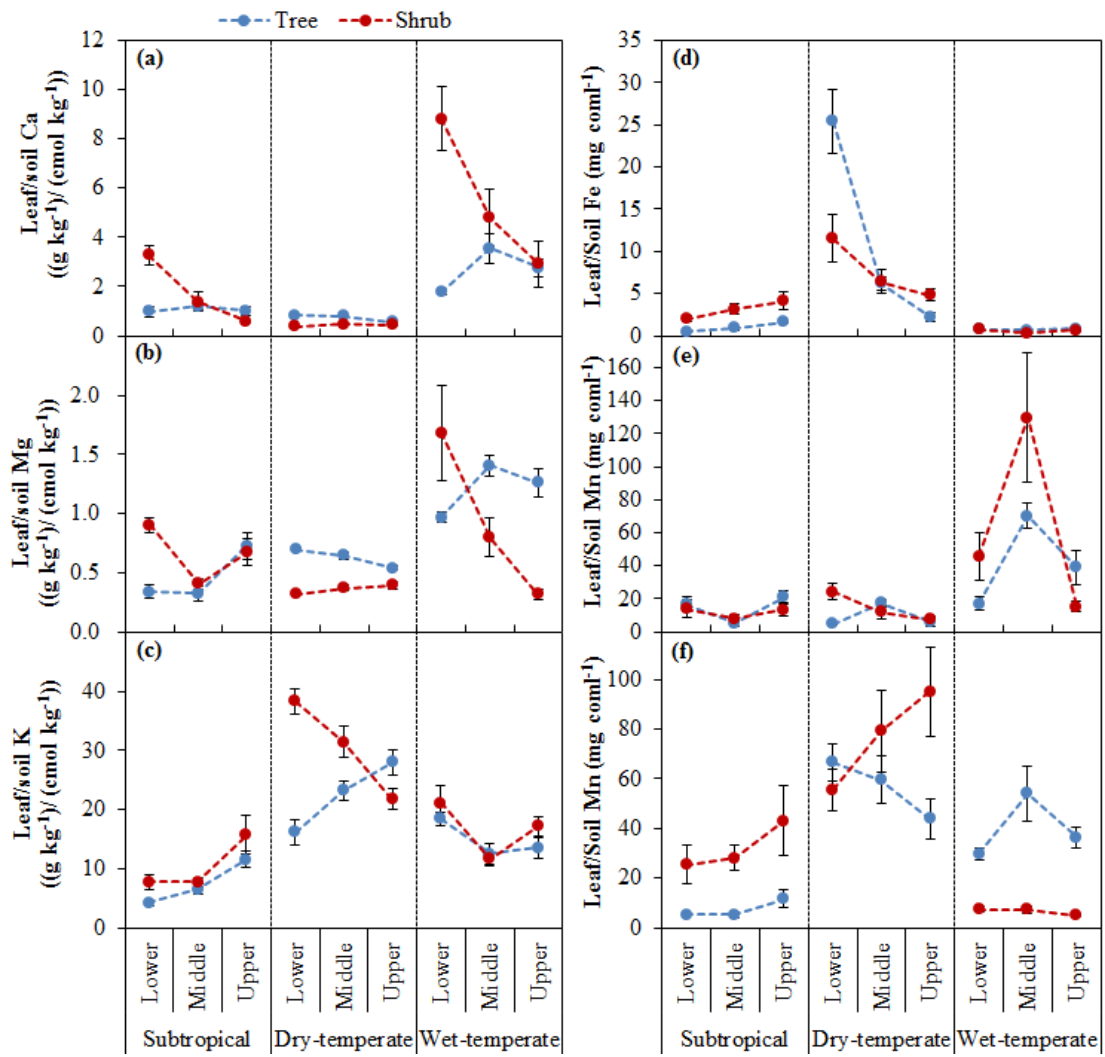 Tree Shrub
(a)
12
10
8
6
4
2
0
Leaf/soil Ca
((g kg-1)/ (cmol kg-1))
(b)
2.0
1.5
1.0
0.5
0.0
Leaf/soil Mg
((g kg-1)/ (cmol kg-1))
(c)
40
30
20
10
0
Leaf/soil K
((g kg-1)/ (cmol kg-1))
Lower Middle Upper Lower Middle Upper Lower Middle Upper
Subtropical Dry-temperate Wet-temperate
(d)
35
30
25
20
15
10
5
0
Leaf/Soil Fe (mg coml-1)
(e)
160
140
120
100
80
60
40
20
0
Leaf/Soil Mn (mg coml-1)
(f)
100
80
60
40
20
0
Leaf/Soil Mn (mg coml-1)
Lower Middle Upper Lower Middle Upper Lower Middle Upper
Subtropical Dry-temperate Wet-temperate